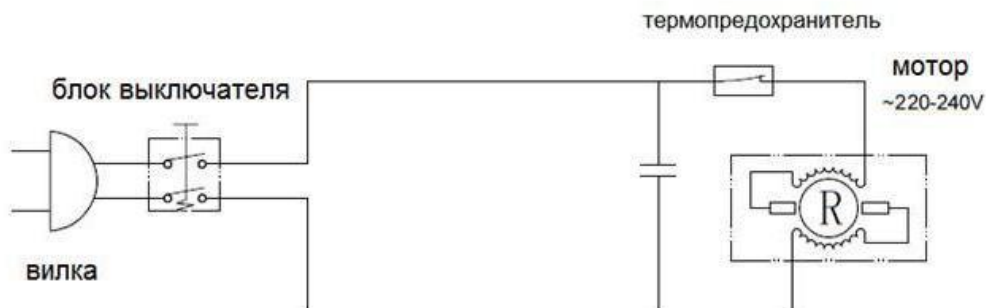 термопредохранитель
блок выключателя
мотор
~220-240V
R
вилка